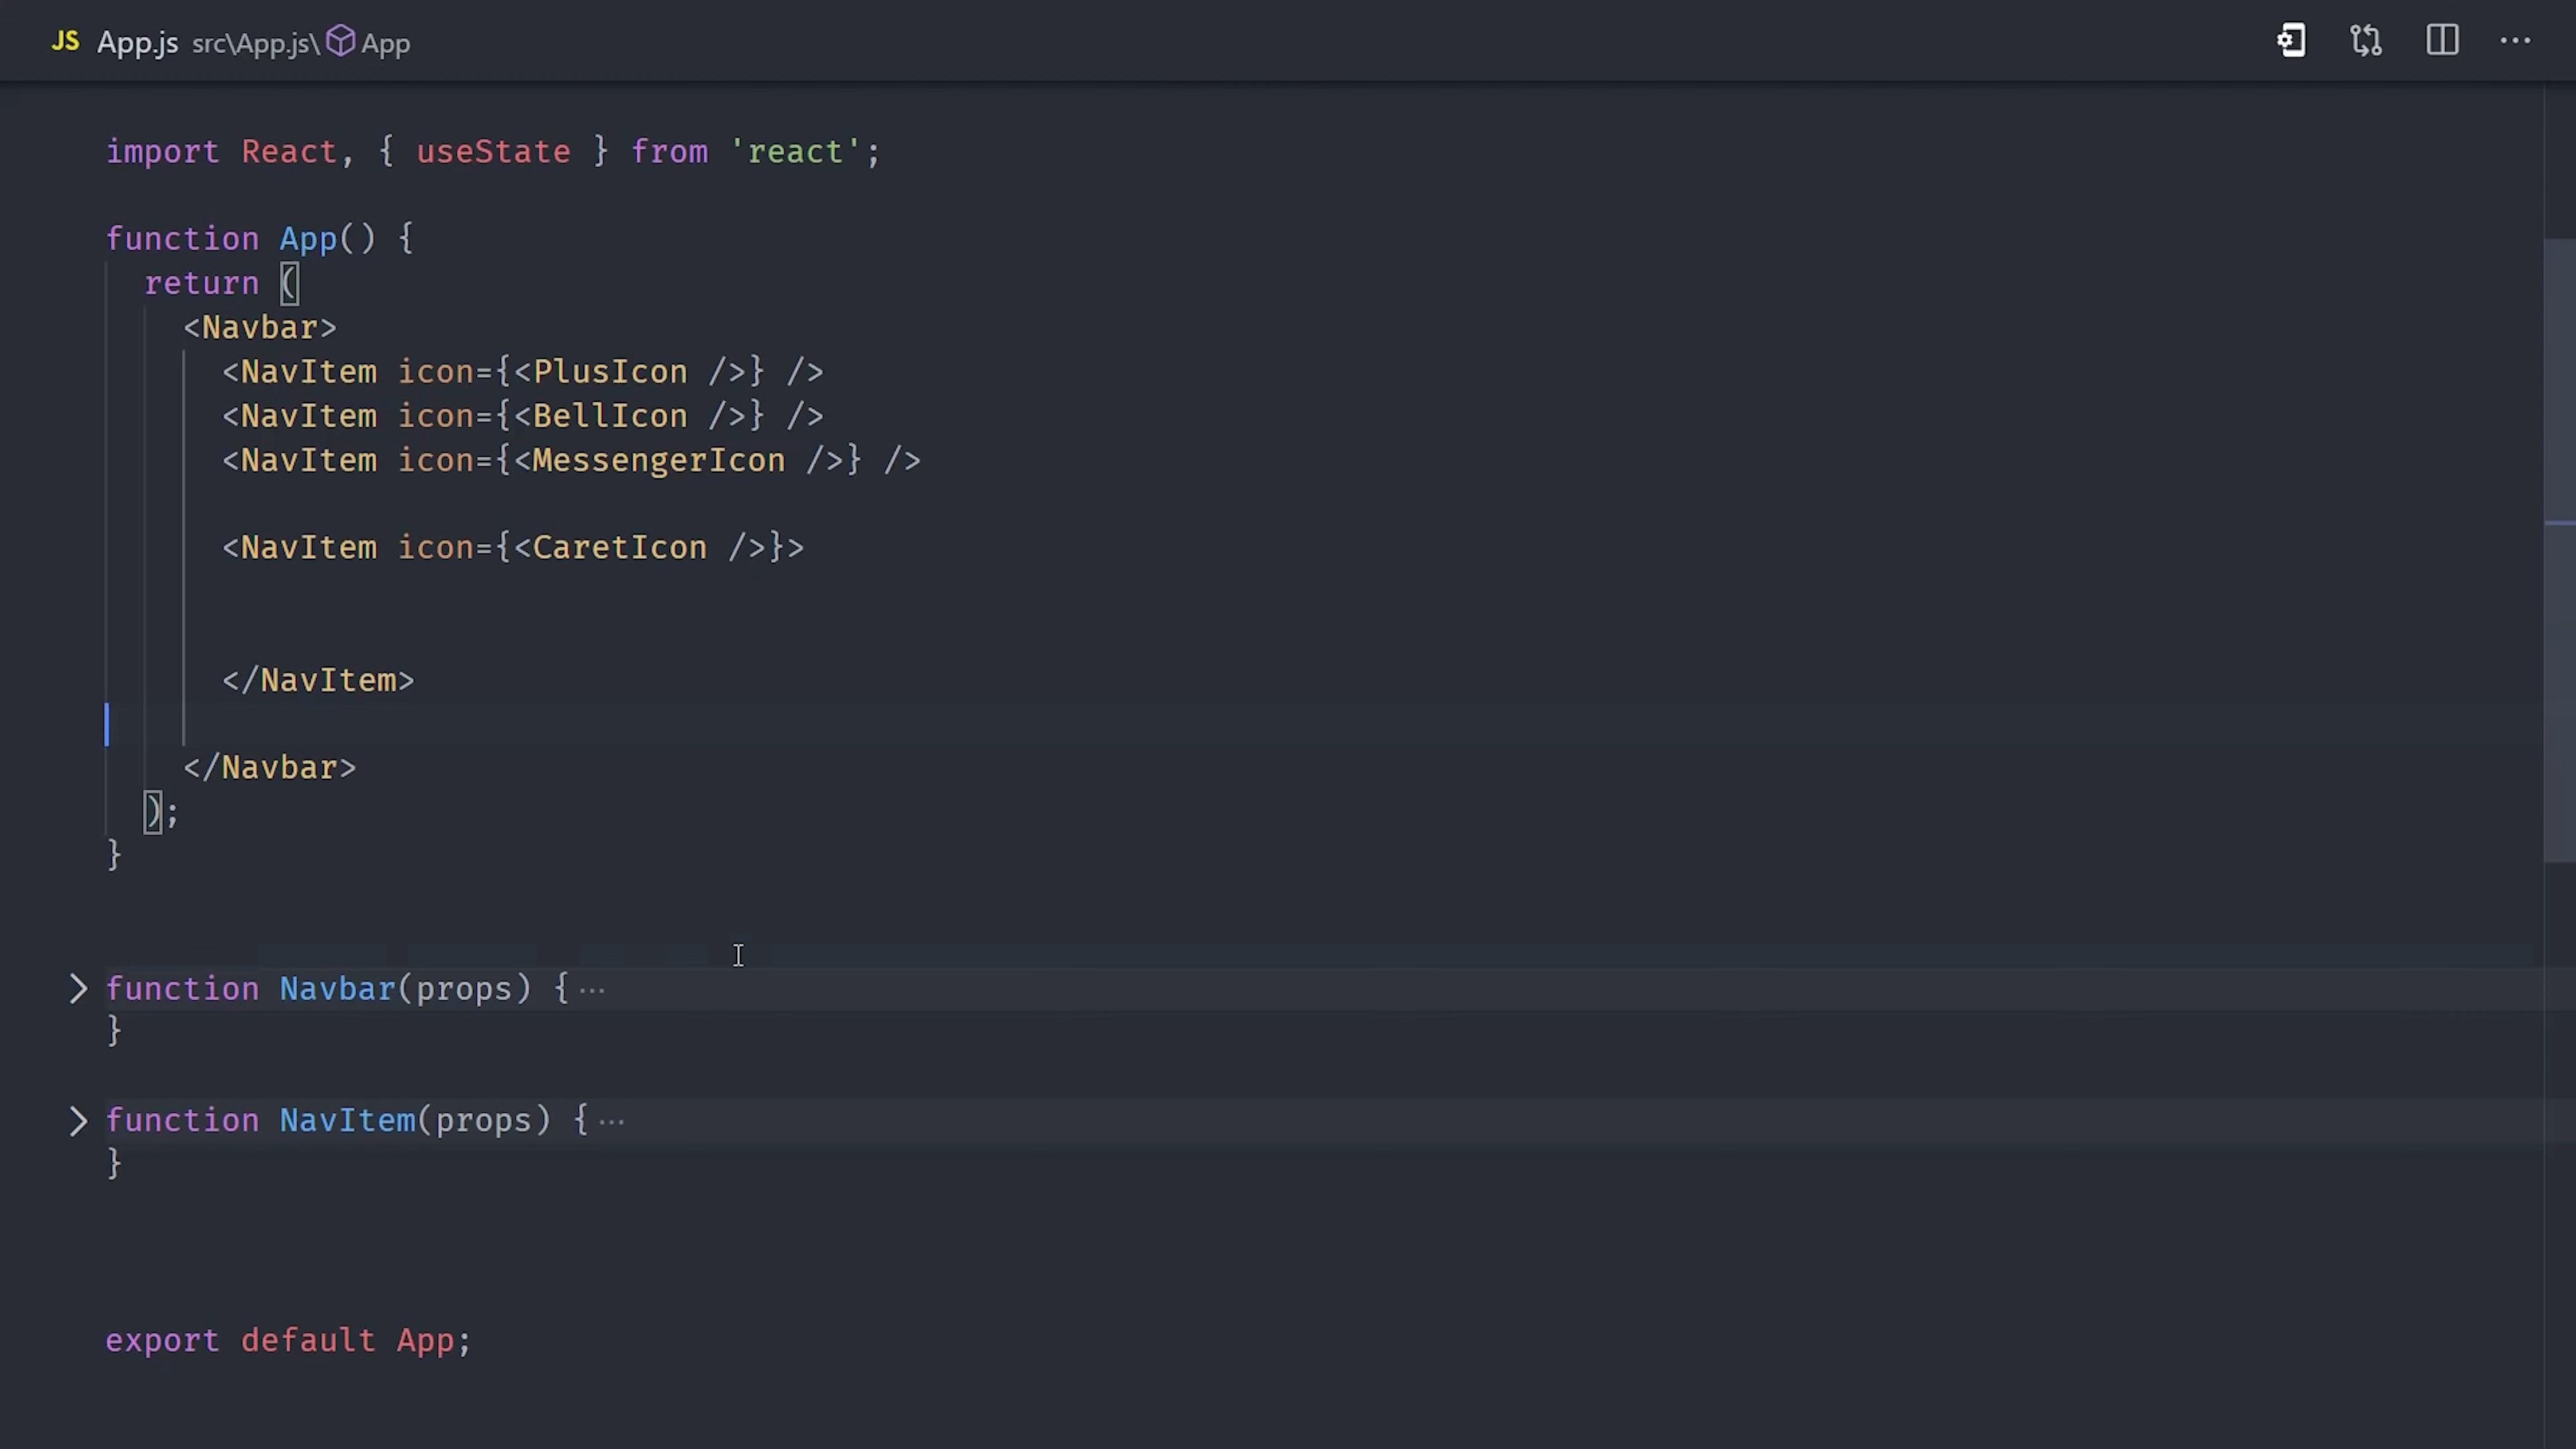 JS App.js src\App.js\ App
import React, { useState } from 'react';
function App() {
return (
<Navbar>
<NavItem icon={<PlusIcon />} />
<NavItem icon={<BellIcon />} />
<NavItem icon={<MessengerIcon />} />
<NavItem icon={<CaretIcon />}>
</NavItem>
</Navbar>
);
}
function Navbar(props) { ···
}
function NavItem(props) { ···
}
export default App;